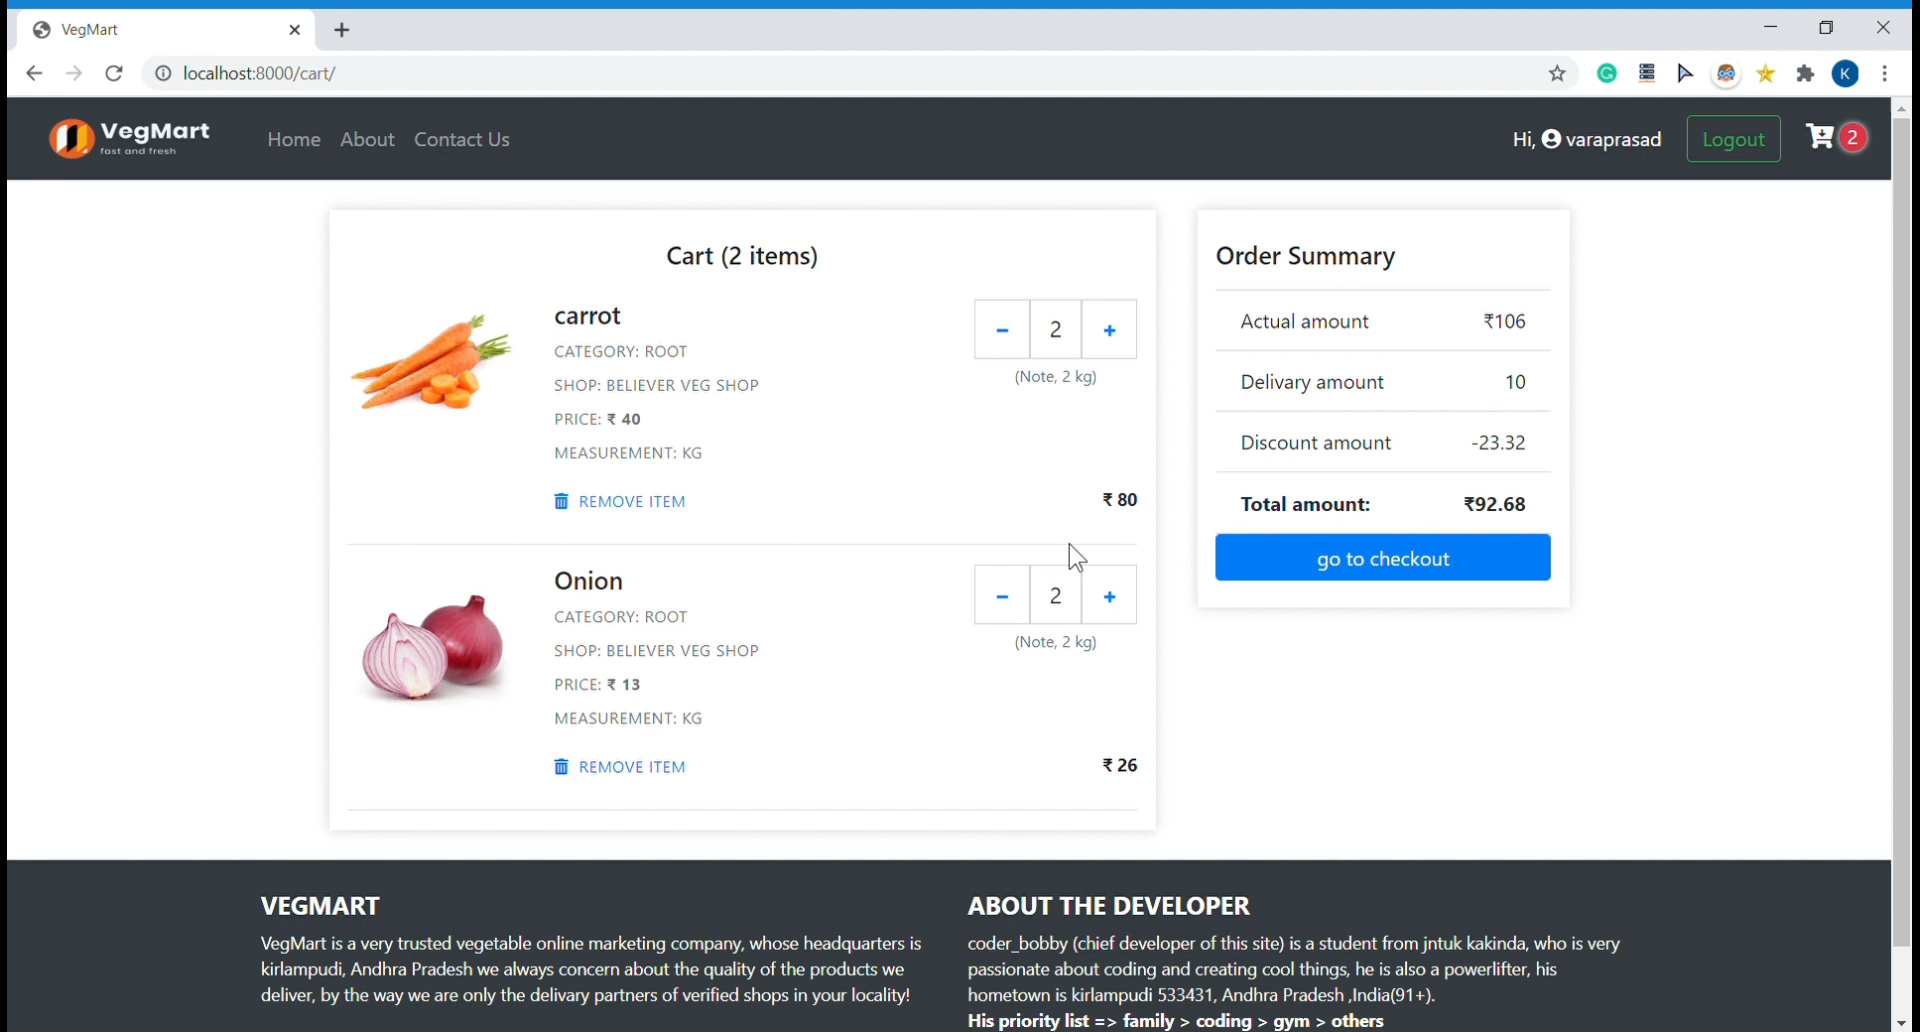 VegMart
localhost:8000/cart/
K
VegMart
fast and fresh
Home About Contact Us
Hi, varaprasad
Logout
2
Cart (2 items)
carrot
CATEGORY: ROOT
SHOP: BELIEVER VEG SHOP
PRICE: ₹ 40
MEASUREMENT: KG
REMOVE ITEM
- 2 +
(Note, 2 kg)
₹ 80
Onion
CATEGORY: ROOT
SHOP: BELIEVER VEG SHOP
PRICE: ₹ 13
MEASUREMENT: KG
REMOVE ITEM
- 2 +
(Note, 2 kg)
₹ 26
Order Summary
Actual amount ₹106
Delivary amount 10
Discount amount -23.32
Total amount: ₹92.68
go to checkout
VEGMART
VegMart is a very trusted vegetable online marketing company, whose headquarters is
kirlampudi, Andhra Pradesh we always concern about the quality of the products we
deliver, by the way we are only the delivary partners of verified shops in your locality!
ABOUT THE DEVELOPER
coder_bobby (chief developer of this site) is a student from jntuk kakinda, who is very
passionate about coding and creating cool things, he is also a powerlifter, his
hometown is kirlampudi 533431, Andhra Pradesh ,India(91+).
His priority list => family > coding > gym > others